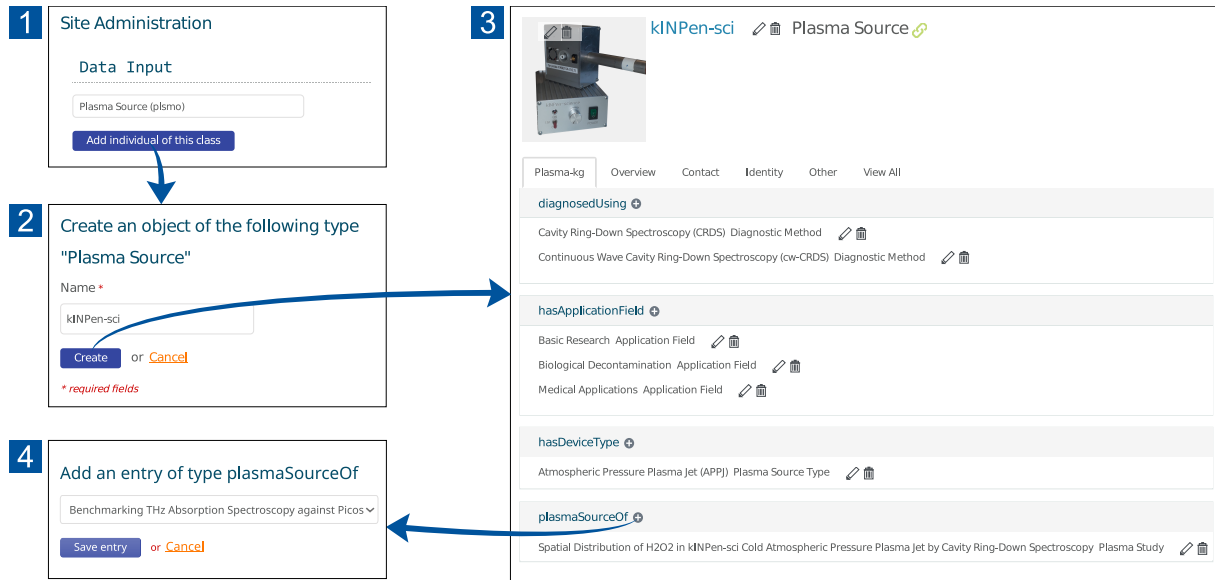 1
Site Administration
Data Input
Plasma Source (plsmo)
Add individual of this class
2
Create an object of the following type
"Plasma Source"
Name *
kINPen-sci
Create or Cancel
* required fields
3
kINPen-sci Plasma Source
Plasma-kg Overview Contact Identity Other View All
diagnosedUsing
Cavity Ring-Down Spectroscopy (CRDS) Diagnostic Method
Continuous Wave Cavity Ring-Down Spectroscopy (cw-CRDS) Diagnostic Method
hasApplicationField
Basic Research Application Field
Biological Decontamination Application Field
Medical Applications Application Field
hasDeviceType
Atmospheric Pressure Plasma Jet (APPJ) Plasma Source Type
plasmaSourceOf
Spatial Distribution of H2O2 in kINPen-sci Cold Atmospheric Pressure Plasma Jet by Cavity Ring-Down Spectroscopy Plasma Study
4
Add an entry of type plasmaSourceOf
Benchmarking THz Absorption Spectroscopy against Picos
Save entry or Cancel